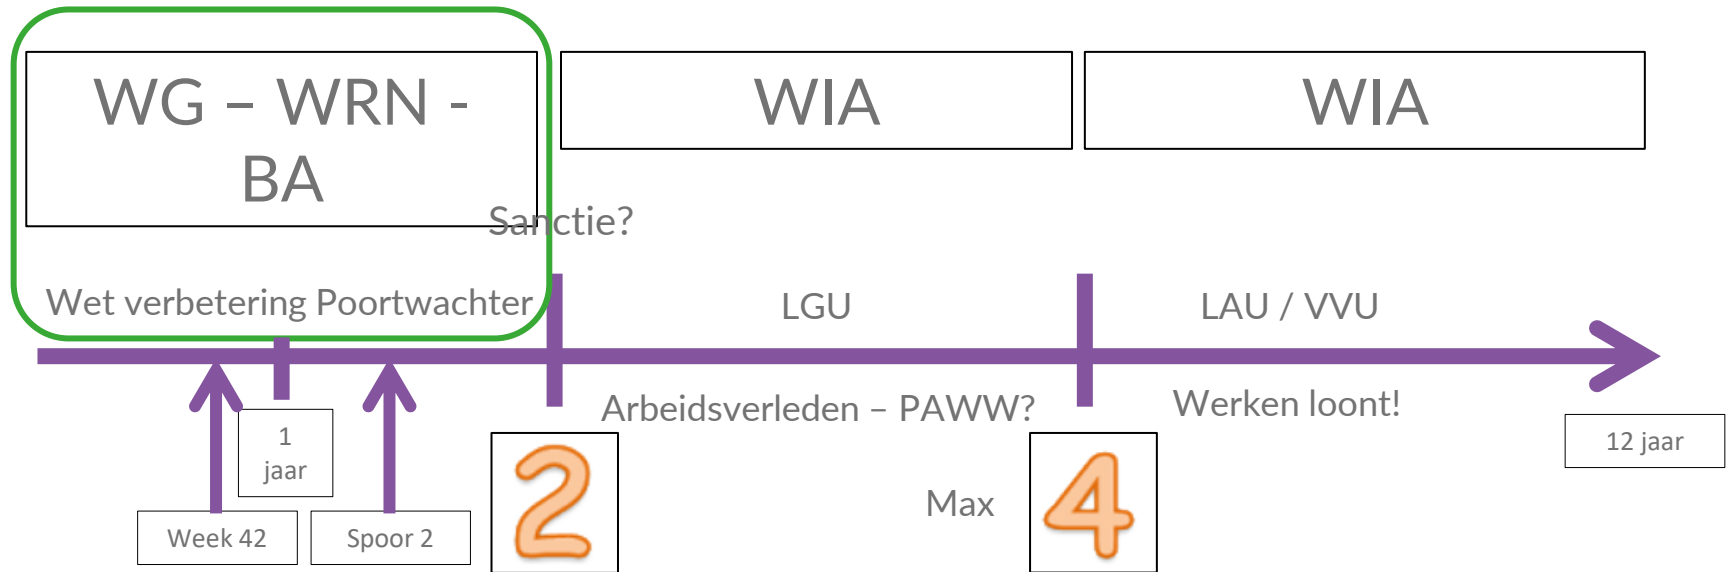 WG – WRN -
BA
WIA
WIA
Sanctie?
Wet verbetering Poortwachter
LGU
LAU / VVU
Arbeidsverleden – PAWW?
Werken loont!
1
jaar
12 jaar
2
Max
4
Week 42
Spoor 2